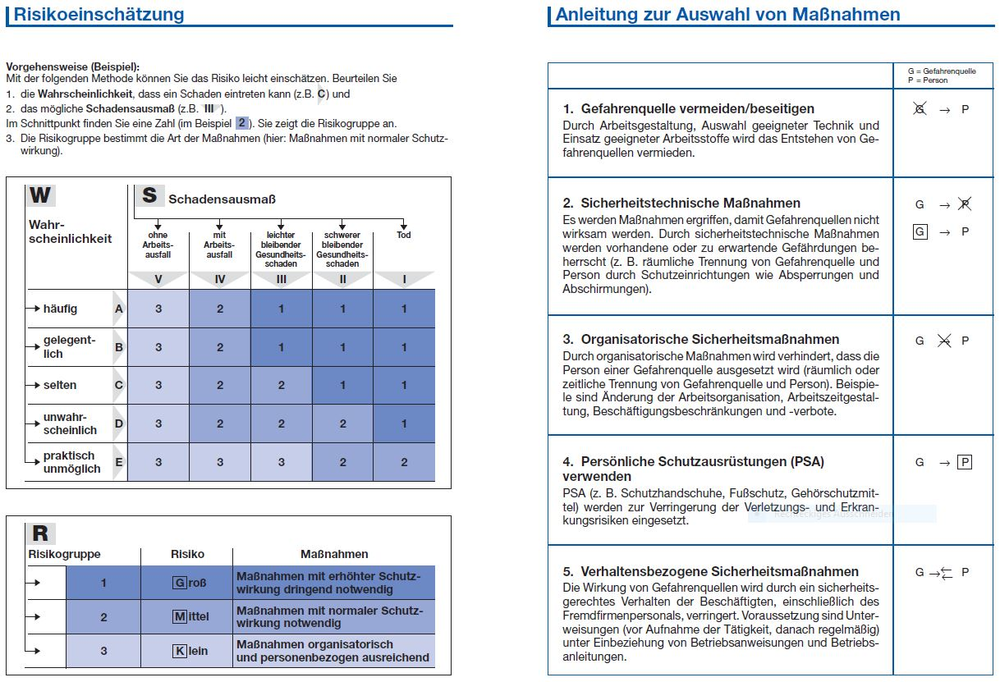 Risikoeinschätzung
Vorgehensweise (Beispiel):
Mit der folgenden Methode können Sie das Risiko leicht einschätzen. Beurteilen Sie
1. die Wahrscheinlichkeit, dass ein Schaden eintreten kann (z.B. C) und
2. das mögliche Schadensausmaß (z.B. III ).
Im Schnittpunkt finden Sie eine Zahl (im Beispiel 2 ). Sie zeigt die Risikogruppe an.
3. Die Risikogruppe bestimmt die Art der Maßnahmen (hier: Maßnahmen mit normaler Schutz-
wirkung).
W
Wahr-
scheinlichkeit
S Schadensausmaß
ohne
Arbeits-
ausfall
mit
Arbeits-
ausfall
leichter
bleibender
Gesundheits-
schaden
schwerer
bleibender
Gesundheits-
schaden
Tod
V IV III II I
häufig A 3 2 1 1 1
gelegent-
lich B 3 2 1 1 1
selten C 3 2 2 1 1
unwahr-
scheinlich D 3 2 2 2 1
praktisch
unmöglich E 3 3 3 2 2
R
Risikogruppe Risiko Maßnahmen
1 Groß Maßnahmen mit erhöhter Schutz-
wirkung dringend notwendig
2 Mittel Maßnahmen mit normaler Schutz-
wirkung notwendig
3 Klein Maßnahmen organisatorisch
und personenbezogen ausreichend
Anleitung zur Auswahl von Maßnahmen
G = Gefahrenquelle
P = Person
1. Gefahrenquelle vermeiden/beseitigen
Durch Arbeitsgestaltung, Auswahl geeigneter Technik und
Einsatz geeigneter Arbeitsstoffe wird das Entstehen von Ge-
fahrenquellen vermieden.
G → P
2. Sicherheitstechnische Maßnahmen
Es werden Maßnahmen ergriffen, damit Gefahrenquellen nicht
wirksam werden. Durch sicherheitstechnische Maßnahmen
werden vorhandene oder zu erwartende Gefährdungen be-
herrscht (z. B. räumliche Trennung von Gefahrenquelle und
Person durch Schutzeinrichtungen wie Absperrungen und
Abschirmungen).
G → P
G → P
3. Organisatorische Sicherheitsmaßnahmen
Durch organisatorische Maßnahmen wird verhindert, dass die
Person einer Gefahrenquelle ausgesetzt wird (räumlich oder
zeitliche Trennung von Gefahrenquelle und Person). Beispie-
le sind Änderung der Arbeitsorganisation, Arbeitszeitgestal-
tung, Beschäftigungsbeschränkungen und -verbote.
G → P
4. Persönliche Schutzausrüstungen (PSA)
verwenden
PSA (z. B. Schutzhandschuhe, Fußschutz, Gehörschutzmit-
tel) werden zur Verringerung der Verletzungs- und Erkran-
kungsrisiken eingesetzt.
Rechteckiges Ausschneiden
G → P
5. Verhaltensbezogene Sicherheitsmaßnahmen
Die Wirkung von Gefahrenquellen wird durch ein sicherheits-
gerechtes Verhalten der Beschäftigten, einschließlich des
Fremdfirmenpersonals, verringert. Voraussetzung sind Unter-
weisungen (vor Aufnahme der Tätigkeit, danach regelmäßig)
unter Einbeziehung von Betriebsanweisungen und Betriebs-
anleitungen.
G → ← ← P